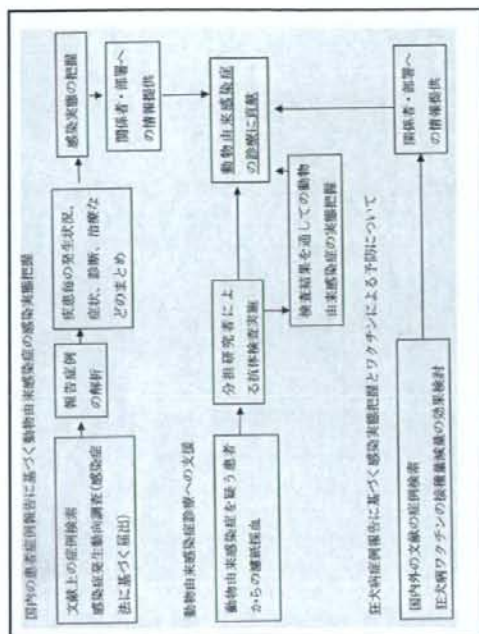 国内の患者症例報告に基づく動物由来感染症の感染実態把握
文献上の症例検索
感染症発生動向調査(感染症
法に基づく届出)
報告症例
の解析
疾患毎の発生状況、
症状、診断、治療な
どのまとめ
感染実態の把握
関係者・部署へ
の情報提供
動物由来感染症診療への支援
動物由来感染症を疑う患者
からの濾紙採血
分担研究者によ
る抗体検査実施
動物由来感染症
の診療に貢献
検査結果を通しての動物
由来感染症の実態把握
狂犬病症例報告に基づく感染実態把握とワクチンによる予防について
国内外の文献の症例検索
狂犬病ワクチンの接種量減量の効果検討
関係者・部署へ
の情報提供